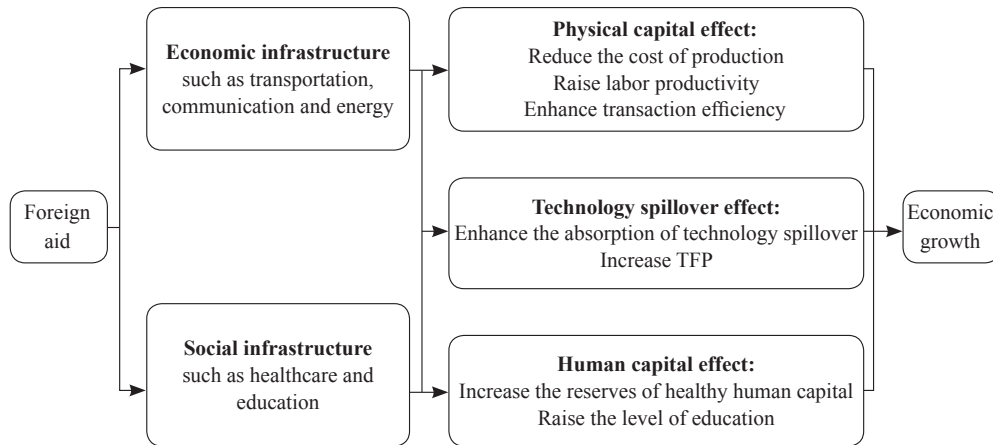 Foreign
aid
Economic infrastructure
such as transportation,
communication and energy
Social infrastructure
such as healthcare and
education
Physical capital effect:
Reduce the cost of production
Raise labor productivity
Enhance transaction efficiency
Technology spillover effect:
Enhance the absorption of technology spillover
Increase TFP
Human capital effect:
Increase the reserves of healthy human capital
Raise the level of education
Economic
growth